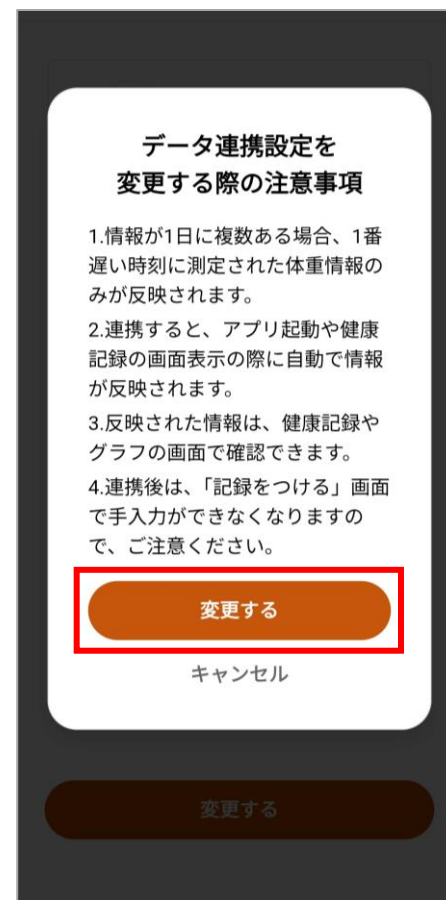 データ連携設定を
変更する際の注意事項
1.情報が1日に複数ある場合、1番
遅い時刻に測定された体重情報の
みが反映されます。
2.連携すると、アプリ起動や健康
記録の画面表示の際に自動で情報
が反映されます。
3.反映された情報は、健康記録や
グラフの画面で確認できます。
4.連携後は、「記録をつける」画面
で手入力ができなくなりますの
で、ご注意ください。
変更する
キャンセル
変更する